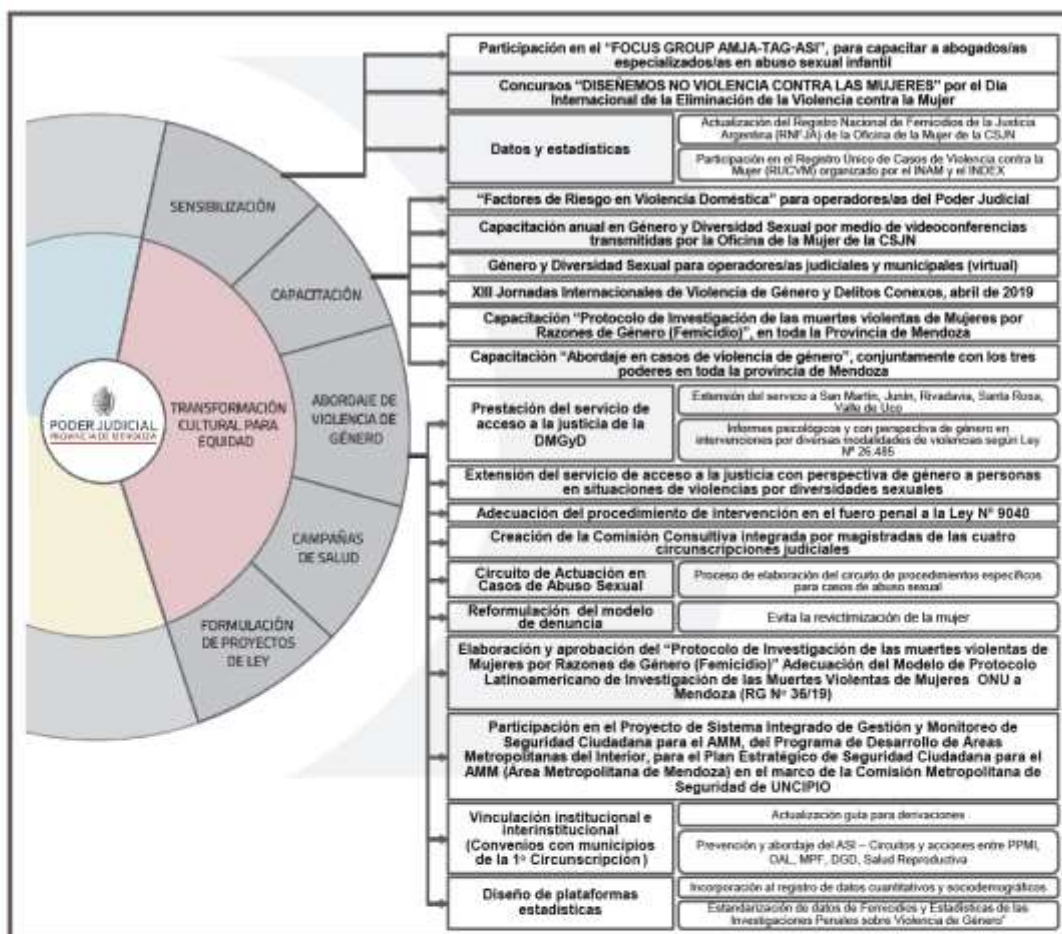 Participación en el “FOCUS GROUP AMJA-TAG-ASI”, para capacitar a abogados/as
especializados/as en abuso sexual infantil
Concursos “DISEÑEMOS NO VIOLENCIA CONTRA LAS MUJERES” por el Día
Internacional de la Eliminación de la Violencia contra la Mujer
Datos y estadísticas
Actualización del Registro Nacional de Femicidios de la Justicia
Argentina (RNFJA) de la Oficina de la Mujer de la CSJN
Participación en el Registro Único de Casos de Violencia contra la
Mujer (RUCVM) organizado por el INAM y el INDEX
SENSIBILIZACIÓN
“Factores de Riesgo en Violencia Doméstica” para operadores/as del Poder Judicial
Capacitación anual en Género y Diversidad Sexual por medio de videoconferencias
transmitidas por la Oficina de la Mujer de la CSJN
Género y Diversidad Sexual para operadores/as judiciales y municipales (virtual)
XIII Jornadas Internacionales de Violencia de Género y Delitos Conexos, abril de 2019
Capacitación “Protocolo de Investigación de las muertes violentas de Mujeres por
Razones de Género (Femicidio)”, en toda la Provincia de Mendoza
Capacitación “Abordaje en casos de violencia de género”, conjuntamente con los tres
poderes en toda la provincia de Mendoza
CAPACITACIÓN
PODER JUDICIAL
PROVINCIA DE MENDOZA
TRANSFORMACIÓN
CULTURAL PARA
EQUIDAD
ABORDAJE DE
VIOLENCIA DE
GÉNERO
Prestación del servicio de
acceso a la justicia de la
DMGyD
Extensión del servicio a San Martín, Junín, Rivadavia, Santa Rosa,
Valle de Uco
Informes psicológicos y con perspectiva de género en
intervenciones por diversas modalidades de violencias según Ley
Nº 26.485
Extensión del servicio de acceso a la justicia con perspectiva de género a personas
en situaciones de violencias por diversidades sexuales
Adecuación del procedimiento de intervención en el fuero penal a la Ley Nº 9040
Creación de la Comisión Consultiva integrada por magistradas de las cuatro
circunscripciones judiciales
CAMPAÑAS
DE SALUD
Circuito de Actuación en
Casos de Abuso Sexual
Proceso de elaboración del circuito de procedimientos específicos
para casos de abuso sexual
Reformulación del modelo
de denuncia
Evita la revictimización de la mujer
FORMULACIÓN
DE PROYECTOS
DE LEY
Elaboración y aprobación del “Protocolo de Investigación de las muertes violentas de
Mujeres por Razones de Género (Femicidio)” Adecuación del Modelo de Protocolo
Latinoamericano de Investigación de las Muertes Violentas de Mujeres ONU a
Mendoza (RG Nº 36/19)
Participación en el Proyecto de Sistema Integrado de Gestión y Monitoreo de
Seguridad Ciudadana para el AMM, del Programa de Desarrollo de Áreas
Metropolitanas del Interior, para el Plan Estratégico de Seguridad Ciudadana para el
AMM (Área Metropolitana de Mendoza) en el marco de la Comisión Metropolitana de
Seguridad de UNCIPIO
Vinculación institucional e
interinstitucional
(Convenios con municipios
de la 1º Circunscripción)
Actualización guía para derivaciones
Prevención y abordaje del ASI – Circuitos y acciones entre PPMI,
OAL, MPF, DGD, Salud Reproductiva
Diseño de plataformas
estadísticas
Incorporación al registro de datos cuantitativos y sociodemográficos
Estandarización de datos de Femicidios y Estadísticas de las
Investigaciones Penales sobre Violencia de Género”